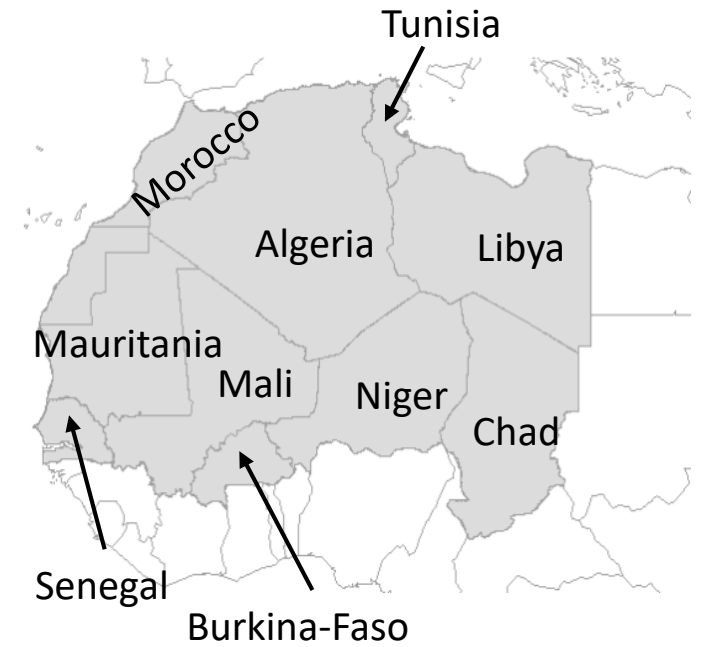 Tunisia
Morocco
Algeria
Libya
Mauritania
Mali
Niger
Chad
Senegal
Burkina-Faso